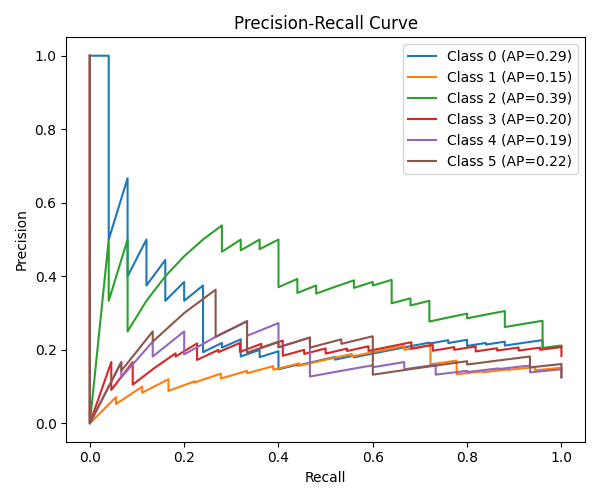 Precision-Recall Curve
Class 0 (AP=0.29)
Class 1 (AP=0.15)
Class 2 (AP=0.39)
Class 3 (AP=0.20)
Class 4 (AP=0.19)
Class 5 (AP=0.22)
Precision
1.0
0.8
0.6
0.4
0.2
0.0
0.0 0.2 0.4 0.6 0.8 1.0
Recall